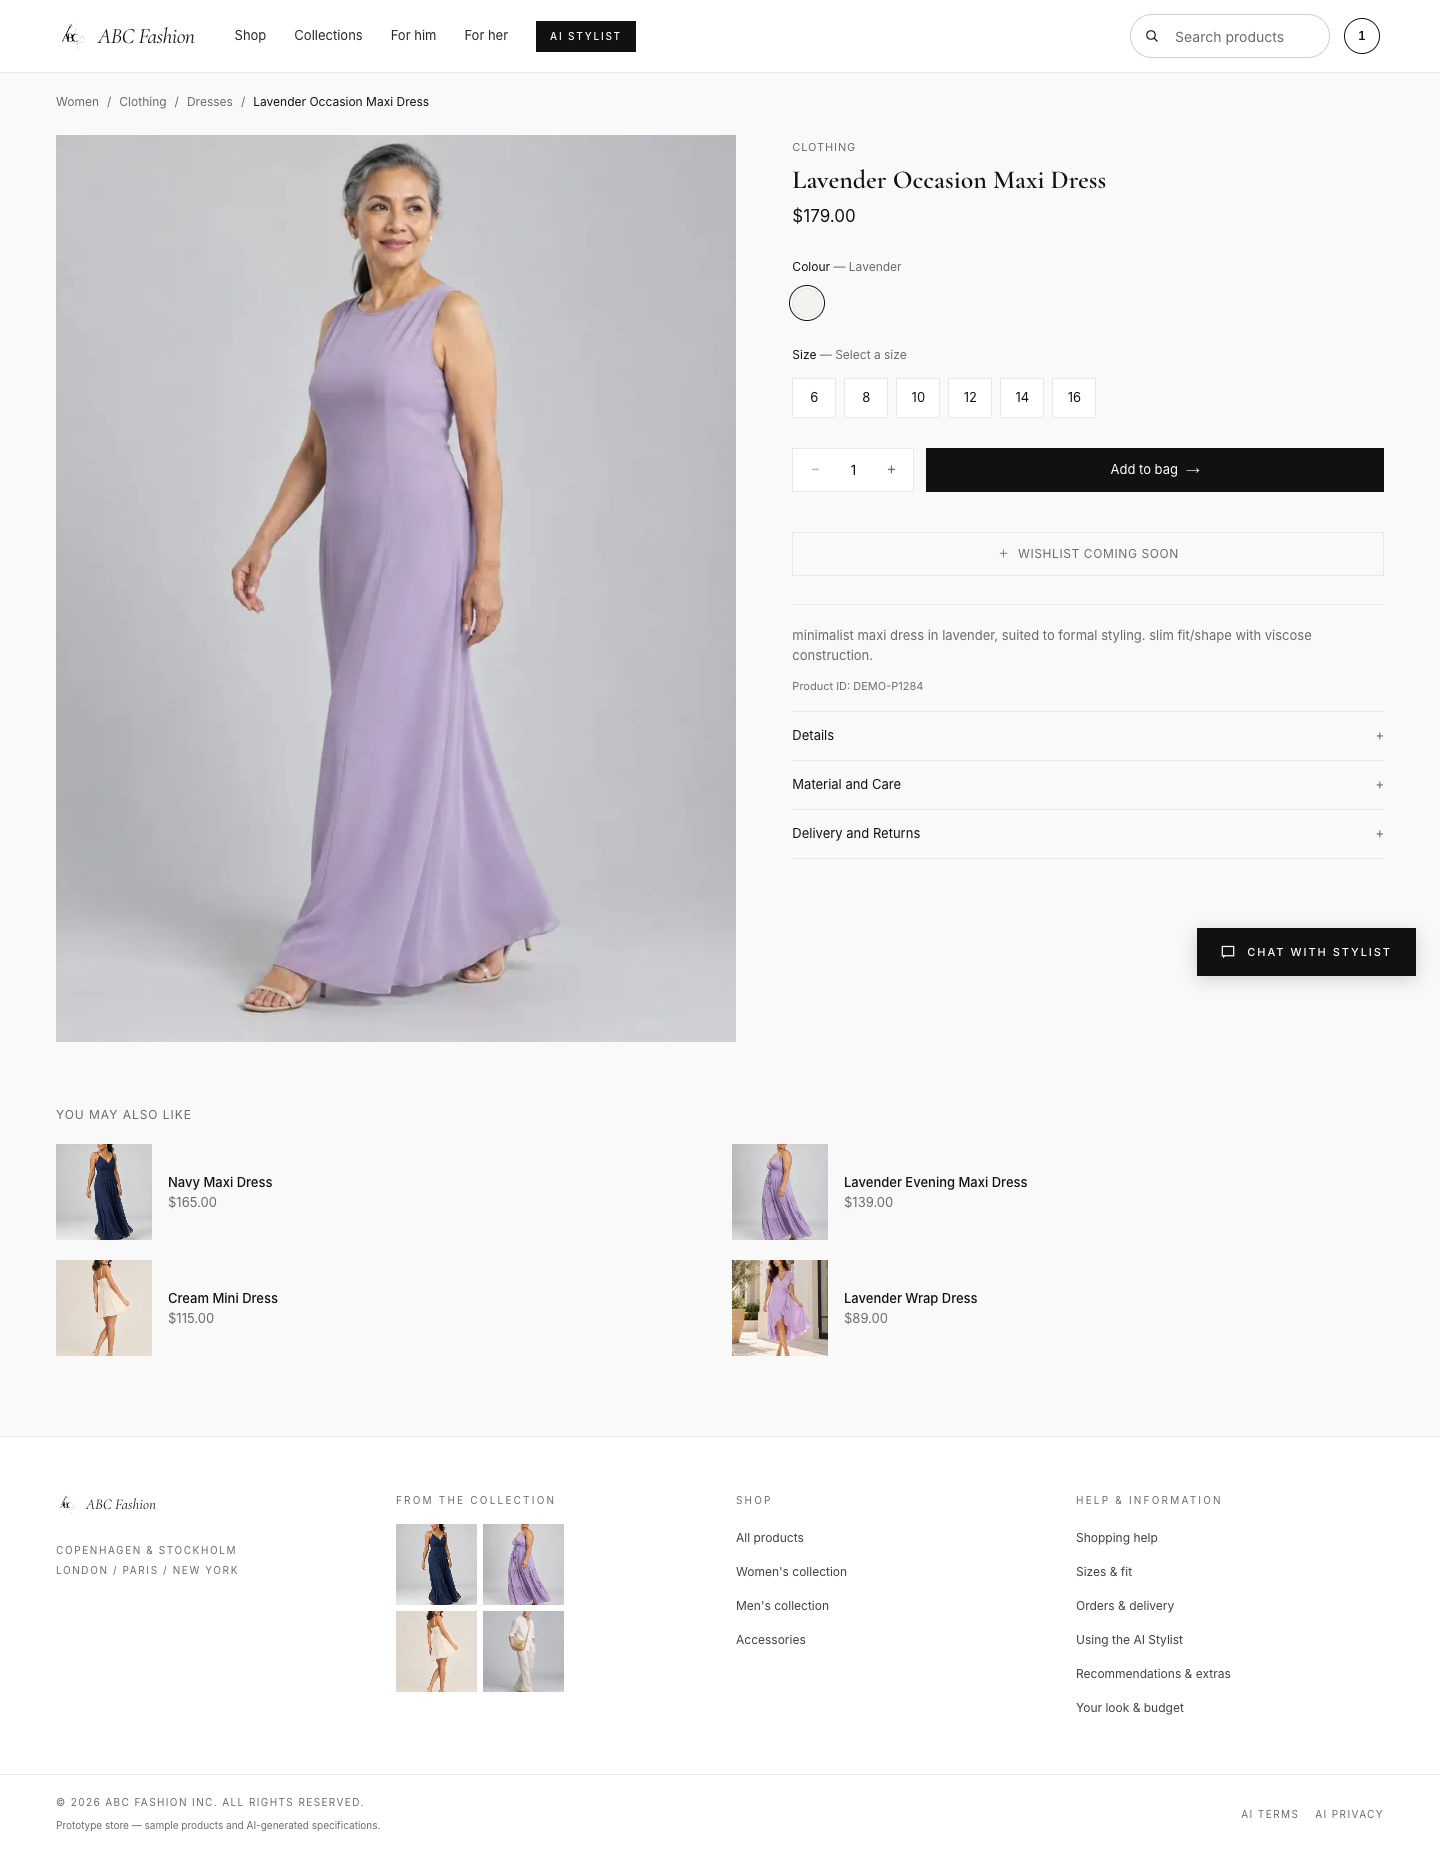 ABC Fashion
Shop
Collections
For him
For her
AI STYLIST
Search products
1
Women / Clothing / Dresses / Lavender Occasion Maxi Dress
CLOTHING
Lavender Occasion Maxi Dress
$179.00
Colour — Lavender
Size — Select a size
6
8
10
12
14
16
− 1 +
Add to bag →
+ WISHLIST COMING SOON
minimalist maxi dress in lavender, suited to formal styling. slim fit/shape with viscose
construction.
Product ID: DEMO-P1284
Details +
Material and Care +
Delivery and Returns +
CHAT WITH STYLIST
YOU MAY ALSO LIKE
Navy Maxi Dress
$165.00
Lavender Evening Maxi Dress
$139.00
Cream Mini Dress
$115.00
Lavender Wrap Dress
$89.00
ABC Fashion
COPENHAGEN & STOCKHOLM
LONDON / PARIS / NEW YORK
FROM THE COLLECTION
SHOP
All products
Women's collection
Men's collection
Accessories
HELP & INFORMATION
Shopping help
Sizes & fit
Orders & delivery
Using the AI Stylist
Recommendations & extras
Your look & budget
© 2026 ABC FASHION INC. ALL RIGHTS RESERVED.
Prototype store — sample products and AI-generated specifications.
AI TERMS
AI PRIVACY